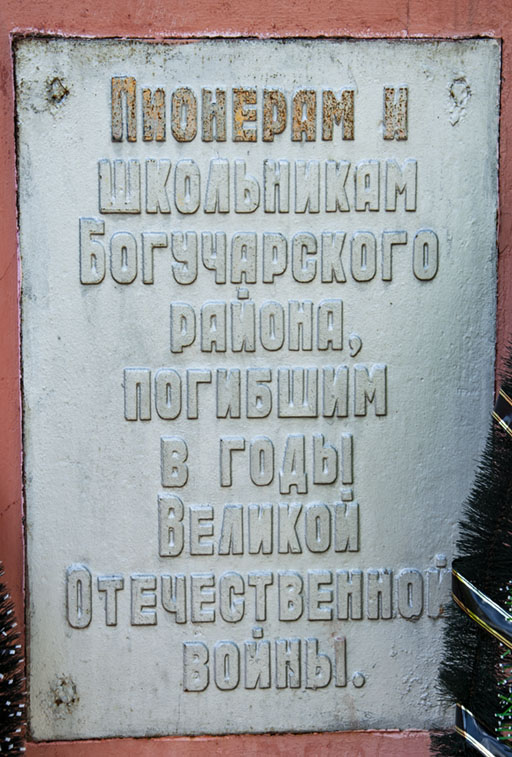 Пионерам и
школьникам
Богучарского
района,
погибшим
в годы
Великой
Отечественной
войны.